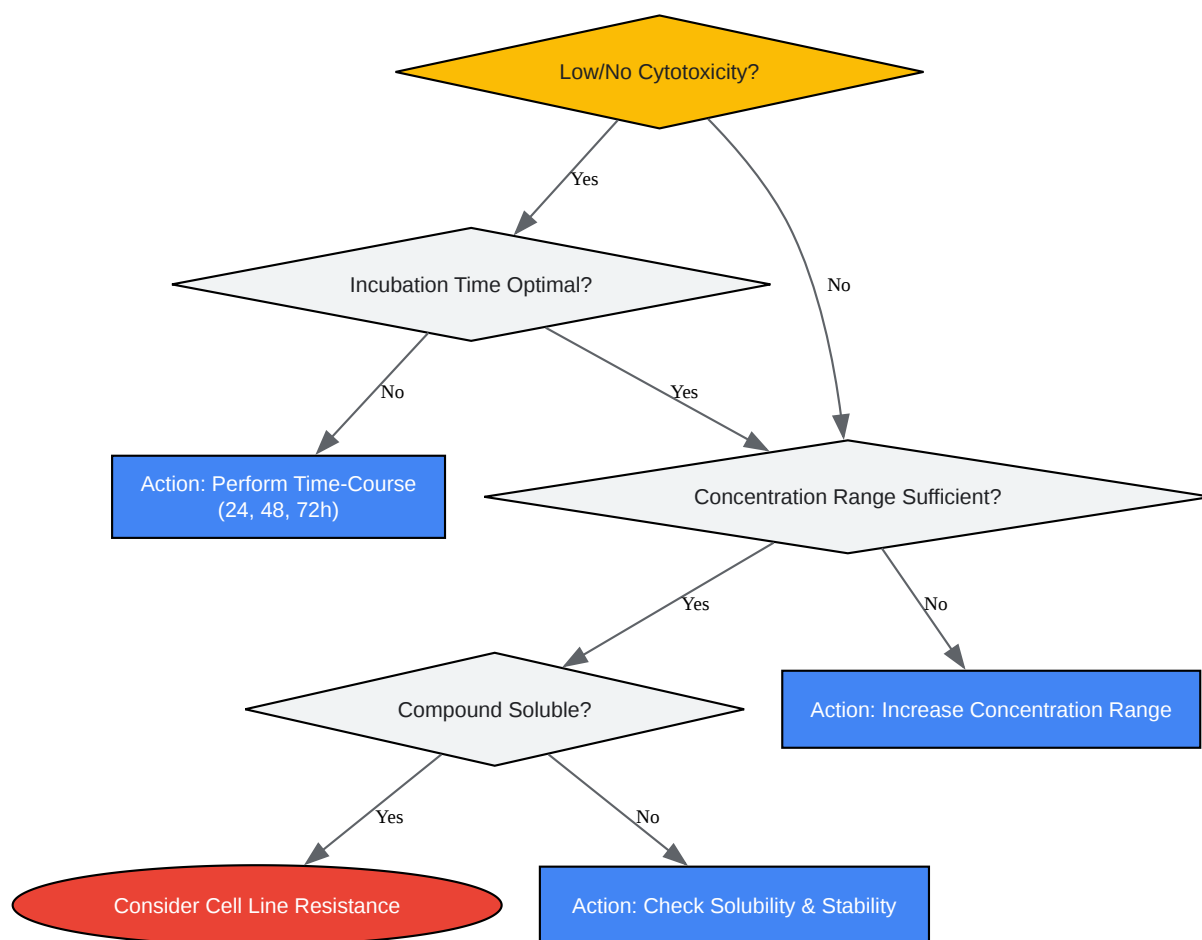 Low/No Cytotoxicity?
Yes
Incubation Time Optimal?
No
No
Yes
Action: Perform Time-Course
(24, 48, 72h)
Concentration Range Sufficient?
Yes
No
Compound Soluble?
Action: Increase Concentration Range
Yes
No
Consider Cell Line Resistance
Action: Check Solubility & Stability